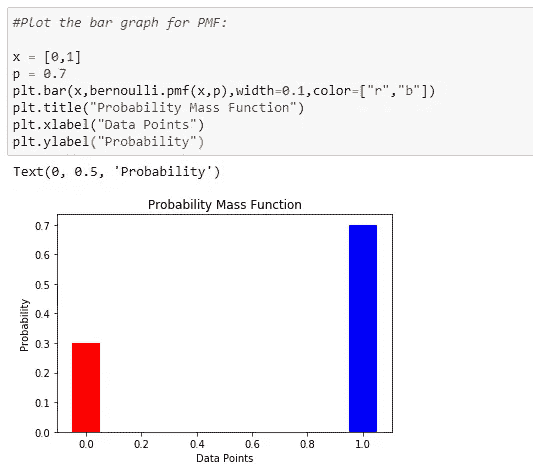 #Plot the bar graph for PMF:
x = [0,1]
p = 0.7
plt.bar(x,bernoulli.pmf(x,p),width=0.1,color=["r","b"])
plt.title("Probability Mass Function")
plt.xlabel("Data Points")
plt.ylabel("Probability")
Text(0, 0.5, 'Probability')
Probability Mass Function
0.7
0.6
0.5
0.4
0.3
0.2
0.1
0.0
Probability
0.0 0.2 0.4 0.6 0.8 1.0
Data Points